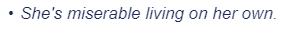 • She's miserable living on her own.